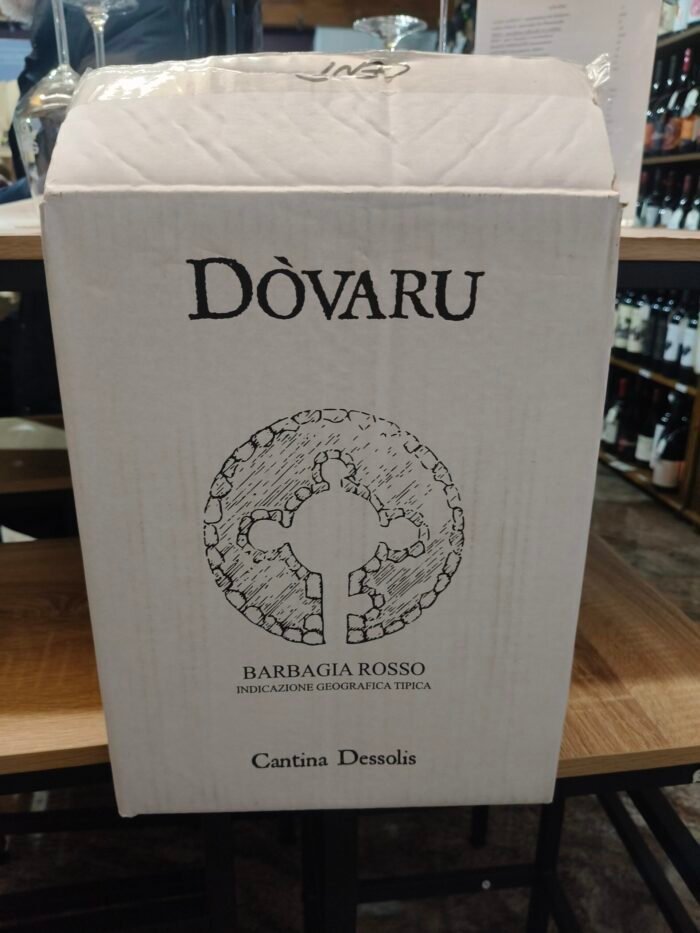 DÒVARU
BARBAGIA ROSSO
INDICAZIONE GEOGRAFICA TIPICA
Cantina Dessolis